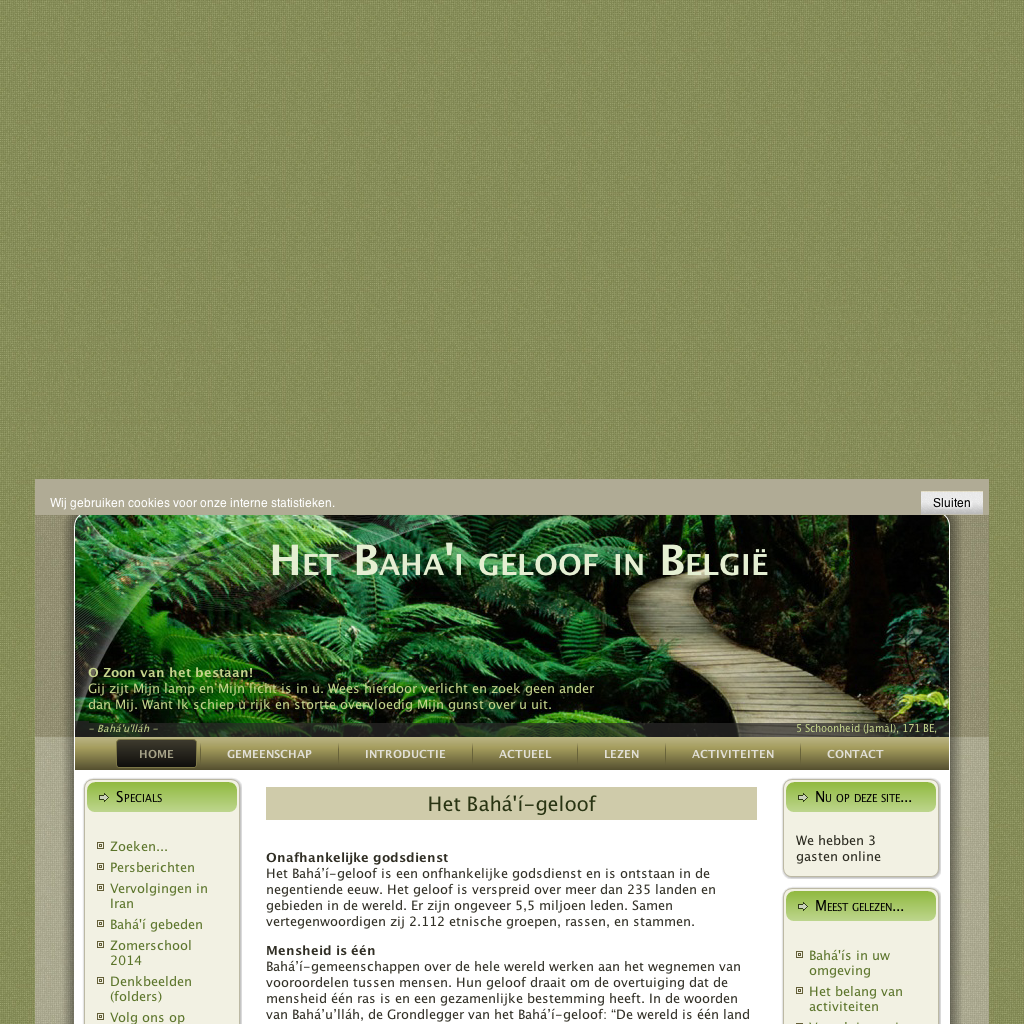 Wij gebruiken cookies voor onze interne statistieken.
Sluiten
Het Baha'i geloof in België
O Zoon van het bestaan!
Gij zijt Mijn lamp en Mijn licht is in u. Wees hierdoor verlicht en zoek geen ander
dan Mij. Want Ik schiep u rijk en stortte overvloedig Mijn gunst over u uit.
~ Bahá'u'lláh ~
5 Schoonheid (Jamál), 171 BE,
HOME
GEMEENSCHAP
INTRODUCTIE
ACTUEEL
LEZEN
ACTIVITEITEN
CONTACT
Specials
Zoeken...
Persberichten
Vervolgingen in
Iran
Bahá'í gebeden
Zomerschool
2014
Denkbeelden
(folders)
Volg ons op
Het Bahá'í-geloof
Onafhankelijke godsdienst
Het Bahá’í-geloof is een onfhankelijke godsdienst en is ontstaan in de
negentiende eeuw. Het geloof is verspreid over meer dan 235 landen en
gebieden in de wereld. Er zijn ongeveer 5,5 miljoen leden. Samen
vertegenwoordigen zij 2.112 etnische groepen, rassen, en stammen.
Mensheid is één
Bahá’í-gemeenschappen over de hele wereld werken aan het wegnemen van
vooroordelen tussen mensen. Hun geloof draait om de overtuiging dat de
mensheid één ras is en een gezamenlijke bestemming heeft. In de woorden
van Bahá’u’lláh, de Grondlegger van het Bahá’í-geloof: “De wereld is één land
Nu op deze site...
We hebben 3
gasten online
Meest gelezen...
Bahá'ís in uw
omgeving
Het belang van
activiteiten